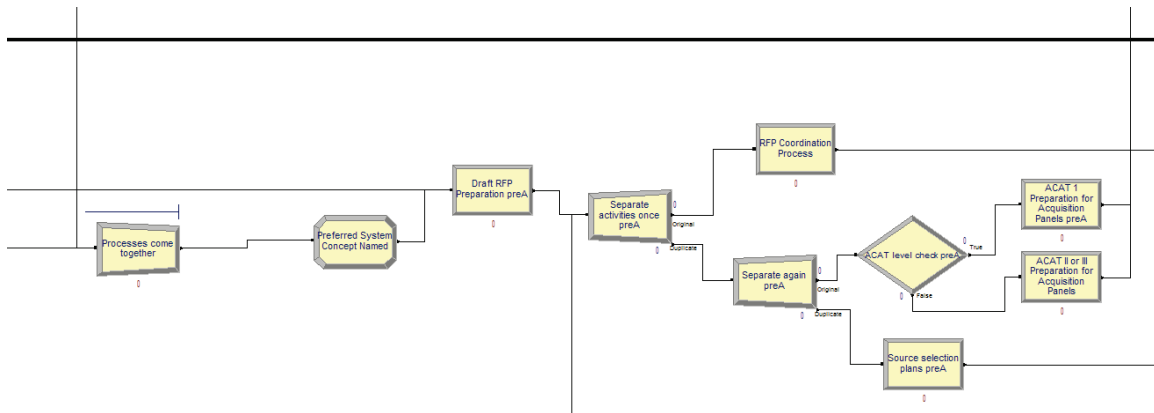 Processes come
together
0
Preferred System
Concept Named
0
Draft RFP
Preparation preA
0
Separate
activities once
preA
0
Original
0
Duplicate
RFP Coordination
Process
0
Separate again
preA
0
Original
0
Duplicate
ACAT level check preA
0
True
0
False
ACAT 1
Preparation for
Acquisition
Panels preA
0
ACAT II or III
Preparation for
Acquisition
Panels
0
Source selection
plans preA
0